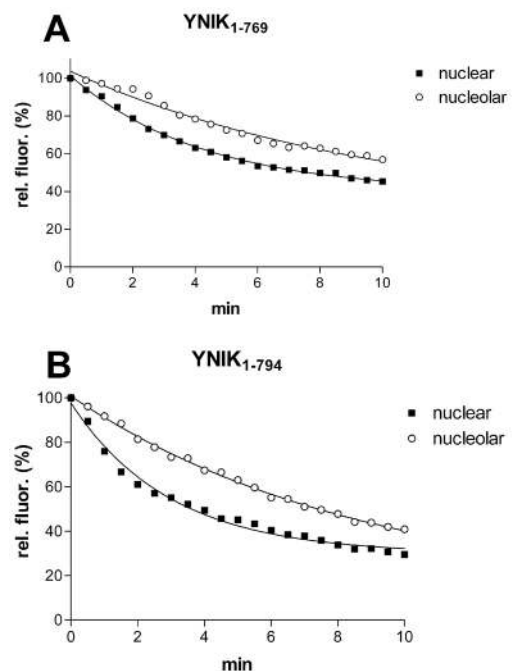 A
YNIK1-769
rel. fluor. (%)
100
80
60
40
20
0
0 2 4 6 8 10
min
nuclear
nucleolar
B
YNIK1-794
rel. fluor. (%)
100
80
60
40
20
0
0 2 4 6 8 10
min
nuclear
nucleolar